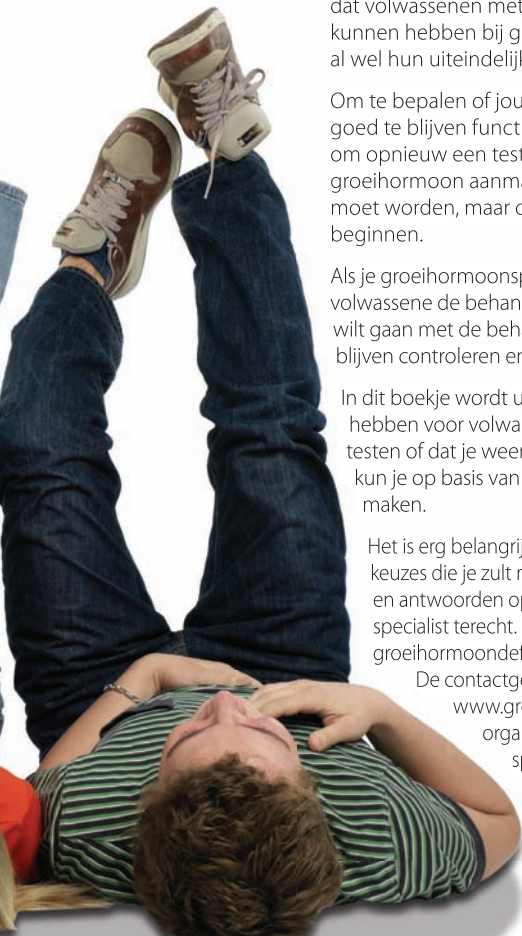 dat volwassenen met
kunnen hebben bij g
al wel hun uiteindelijk
Om te bepalen of jou
goed te blijven funct
om opnieuw een test
groeihormoon aanma
moet worden, maar d
beginnen.
Als je groeihormoonsp
volwassene de behan
wilt gaan met de beha
blijven controleren en
In dit boekje wordt u
hebben voor volwa
testen of dat je weer
kun je op basis van
maken.
Het is erg belangrij
keuzes die je zult m
en antwoorden op
specialist terecht.
groeihormoondef
De contactge
www.gro
orga
sp